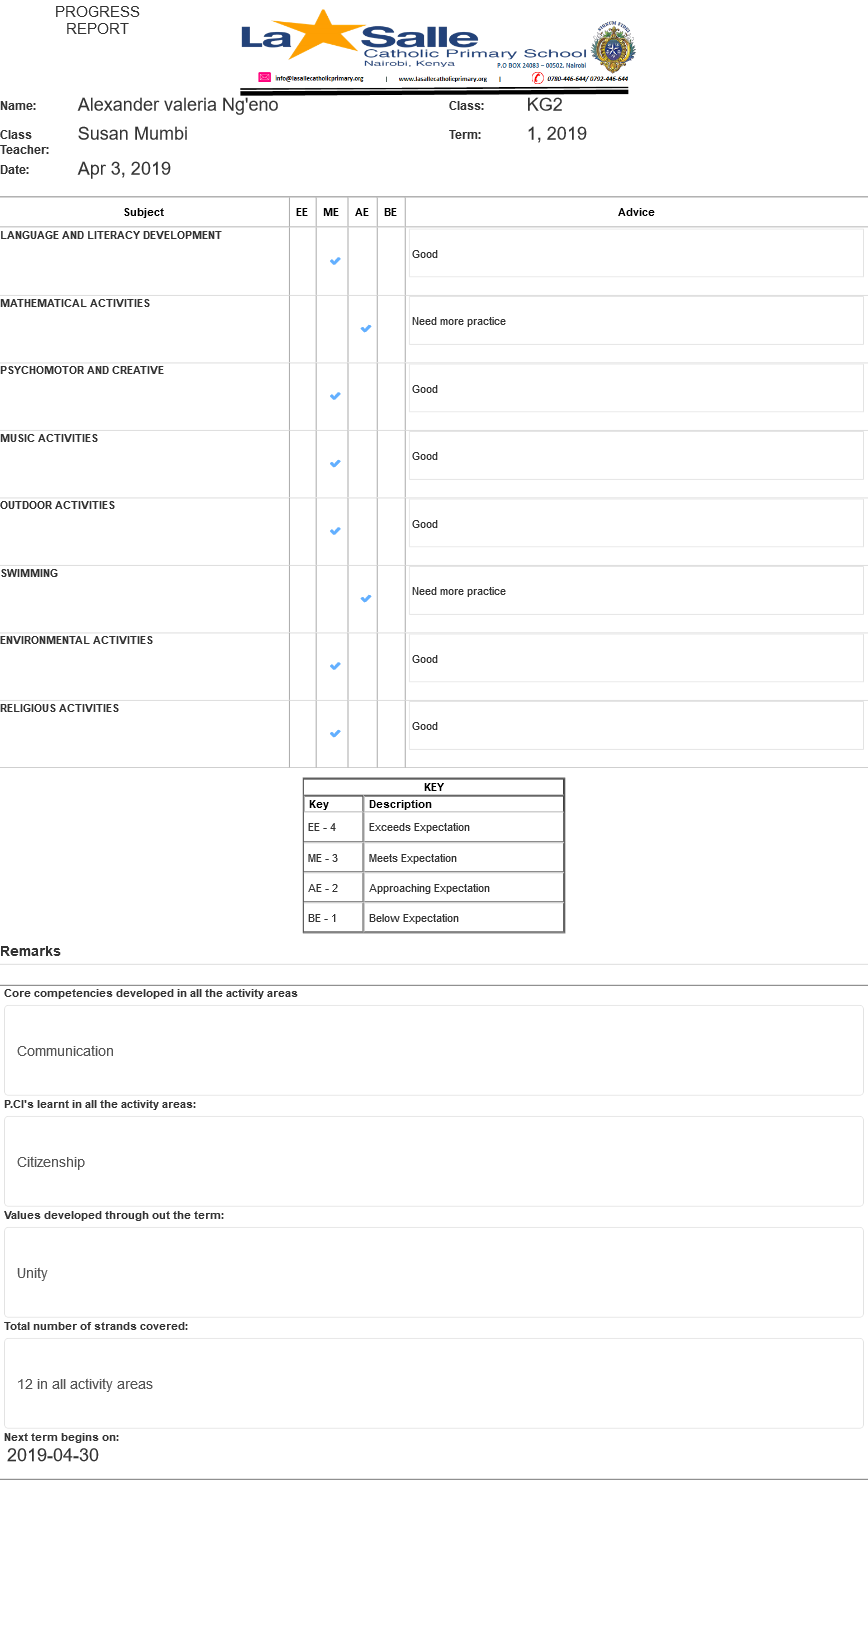 PROGRESS
REPORT
La Salle
Catholic Primary School
Nairobi, Kenya
P.O BOX 24083 – 00502, Nairobi
info@lasallecatholicprimary.org | www.lasallecatholicprimary.org | 0780-446-644/ 0792-446-644
Name: Alexander valeria Ng'eno Class: KG2
Class Teacher: Susan Mumbi Term: 1, 2019
Date: Apr 3, 2019
Subject EE ME AE BE Advice
LANGUAGE AND LITERACY DEVELOPMENT
Good
MATHEMATICAL ACTIVITIES
Need more practice
PSYCHOMOTOR AND CREATIVE
Good
MUSIC ACTIVITIES
Good
OUTDOOR ACTIVITIES
Good
SWIMMING
Need more practice
ENVIRONMENTAL ACTIVITIES
Good
RELIGIOUS ACTIVITIES
Good
KEY
Key Description
EE - 4 Exceeds Expectation
ME - 3 Meets Expectation
AE - 2 Approaching Expectation
BE - 1 Below Expectation
Remarks
Core competencies developed in all the activity areas
Communication
P.CI's learnt in all the activity areas:
Citizenship
Values developed through out the term:
Unity
Total number of strands covered:
12 in all activity areas
Next term begins on:
2019-04-30